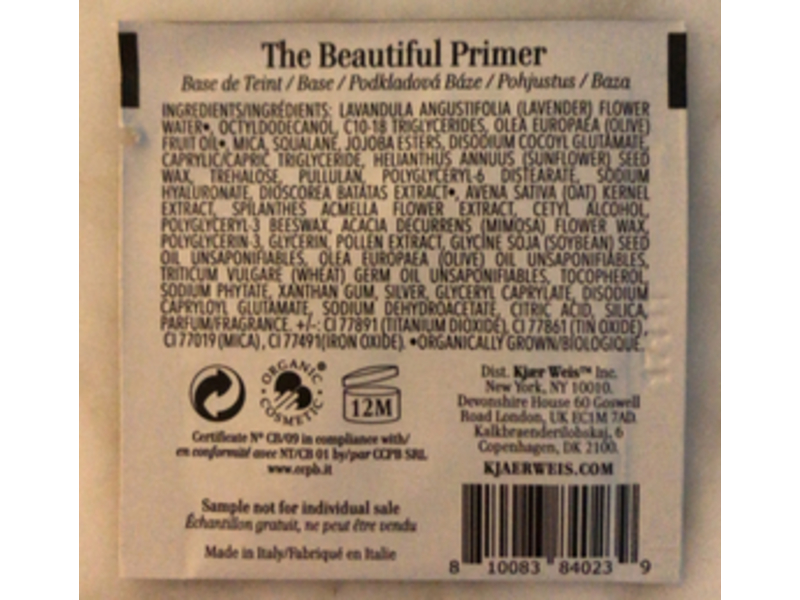 The Beautiful Primer
Base de Teint / Base / Podkladová Báze / Pohjustus / Baza
INGREDIENTS/INGRÉDIENTS: LAVANDULA ANGUSTIFOLIA (LAVENDER) FLOWER
WATER•, OCTYLDODECANOL, C10-18 TRIGLYCERIDES, OLEA EUROPAEA (OLIVE)
FRUIT OIL•, MICA, SQUALANE, JOJOBA ESTERS, DISODIUM COCOYL GLUTAMATE,
CAPRYLIC/CAPRIC TRIGLYCERIDE, HELIANTHUS ANNUUS (SUNFLOWER) SEED
WAX, TREHALOSE, PULLULAN, POLYGLYCERYL-6 DISTEARATE, SODIUM
HYALURONATE, DIOSCOREA BATATAS EXTRACT•, AVENA SATIVA (OAT) KERNEL
EXTRACT, SPILANTHES ACMELLA FLOWER EXTRACT, CETYL ALCOHOL,
POLYGLYCERYL-3 BEESWAX, ACACIA DECURRENS (MIMOSA) FLOWER WAX,
POLYGLYCERIN-3, GLYCERIN, POLLEN EXTRACT, GLYCINE SOJA (SOYBEAN) SEED
OIL UNSAPONIFIABLES, OLEA EUROPAEA (OLIVE) OIL UNSAPONIFIABLES,
TRITICUM VULGARE (WHEAT) GERM OIL UNSAPONIFIABLES, TOCOPHEROL,
SODIUM PHYTATE, XANTHAN GUM, SILVER, GLYCERYL CAPRYLATE, DISODIUM
CAPRYLOYL GLUTAMATE, SODIUM DEHYDROACETATE, CITRIC ACID, SILICA,
PARFUM/FRAGRANCE. +/-: CI 77891 (TITANIUM DIOXIDE), CI 77861 (TIN OXIDE),
CI 77019 (MICA), CI 77491(IRON OXIDE). •ORGANICALLY GROWN/BIOLOGIQUE.
ORGANIC COSMETIC®
12M
Certificate N° CB/09 in compliance with/
en conformité avec NT/CB 01 by/par CCPB SRL
www.ccpb.it
Sample not for individual sale
Échantillon gratuit, ne peut être vendu
Made in Italy/Fabriqué en Italie
Dist. Kjær Weis™ Inc.
New York, NY 10010.
Devonshire House 60 Goswell
Road London, UK EC1M 7AD.
Kalkbraenderiløbskaj, 6
Copenhagen, DK 2100.
KJAERWEIS.COM
8 10083 84023 9